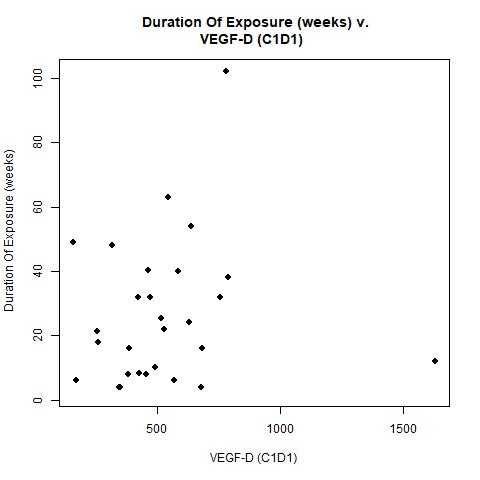 Duration Of Exposure (weeks) v.
VEGF-D (C1D1)
Duration Of Exposure (weeks)
100
80
60
40
20
0
500
1000
1500
VEGF-D (C1D1)